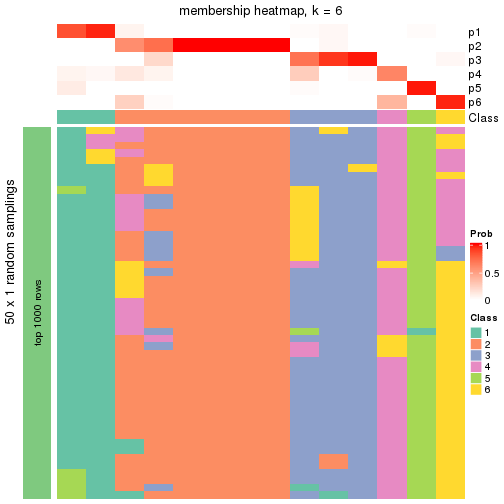 membership heatmap, k = 6
p1
p2
p3
p4
p5
p6
Class
50 x 1 random samplings
top 1000 rows
Prob
1
0.5
0
Class
1
2
3
4
5
6